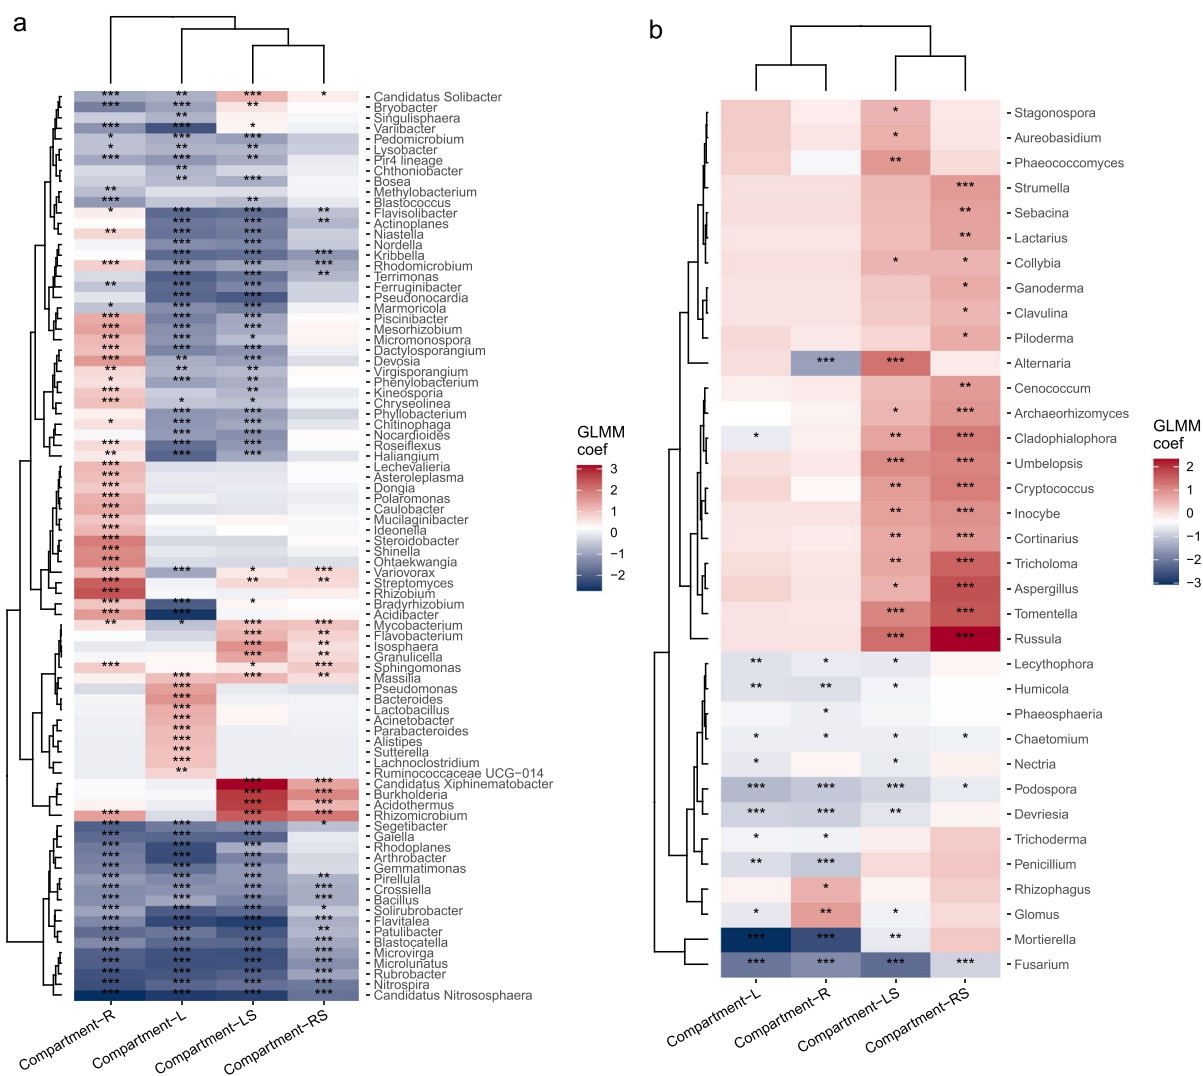 a
Candidatus Solibacter
Bryobacter
Singulisphaera
Variibacter
Pedomicrobium
Lysobacter
Pir4 lineage
Chthoniobacter
Bosea
Methylobacterium
Blastococcus
Flavisolibacter
Actinoplanes
Niastella
Nordella
Kribbella
Rhodomicrobium
Terrimonas
Ferruginibacter
Pseudonocardia
Marmoricola
Piscinibacter
Mesorhizobium
Micromonospora
Dactylosporangium
Devosia
Virgisporangium
Phenylobacterium
Kineosporia
Chryseolinea
Phyllobacterium
Chitinophaga
Nocardioides
Roseiflexus
Haliangium
Lechevalieria
Asteroleplasma
Dongia
Polaromonas
Caulobacter
Mucilaginibacter
Ideonella
Steroidobacter
Shinella
Ohtaekwangia
Variovorax
Streptomyces
Rhizobium
Bradyrhizobium
Acidibacter
Mycobacterium
Flavobacterium
Isosphaera
Granulicella
Sphingomonas
Massilia
Pseudomonas
Bacteroides
Lactobacillus
Acinetobacter
Parabacteroides
Alistipes
Sutterella
Lachnoclostridium
Ruminococcaceae UCG−014
Candidatus Xiphinematobacter
Burkholderia
Acidothermus
Rhizomicrobium
Segetibacter
Gaiella
Rhodoplanes
Arthrobacter
Gemmatimonas
Pirellula
Crossiella
Bacillus
Solirubrobacter
Flavitalea
Patulibacter
Blastocatella
Microvirga
Microlunatus
Rubrobacter
Nitrospira
Candidatus Nitrososphaera
Compartment−R
Compartment−L
Compartment−LS
Compartment−RS
GLMM
coef
3
2
1
0
−1
−2
b
Stagonospora
Aureobasidium
Phaeococcomyces
Strumella
Sebacina
Lactarius
Collybia
Ganoderma
Clavulina
Piloderma
Alternaria
Cenococcum
Archaeorhizomyces
Cladophialophora
Umbelopsis
Cryptococcus
Inocybe
Cortinarius
Tricholoma
Aspergillus
Tomentella
Russula
Lecythophora
Humicola
Phaeosphaeria
Chaetomium
Nectria
Podospora
Devriesia
Trichoderma
Penicillium
Rhizophagus
Glomus
Mortierella
Fusarium
Compartment−L
Compartment−R
Compartment−LS
Compartment−RS
GLMM
coef
2
1
0
−1
−2
−3